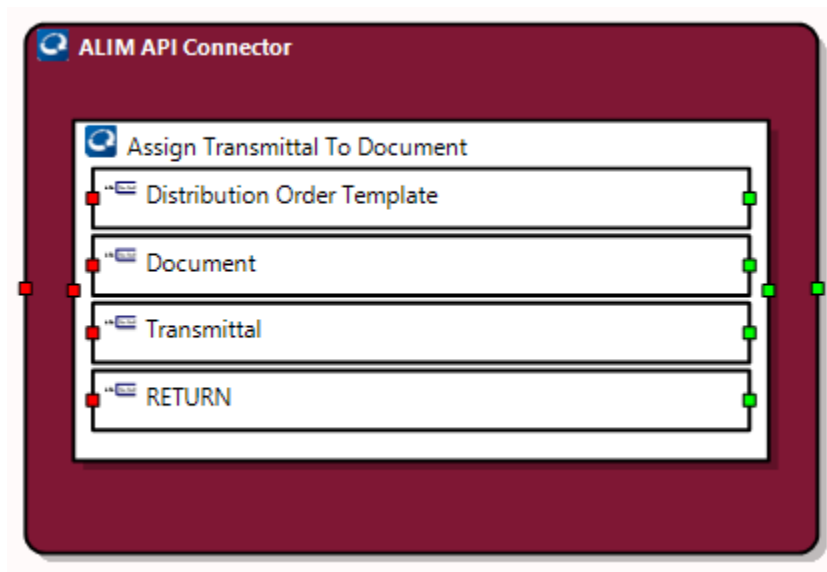 ALIM API Connector
Assign Transmittal To Document
Distribution Order Template
Document
Transmittal
RETURN